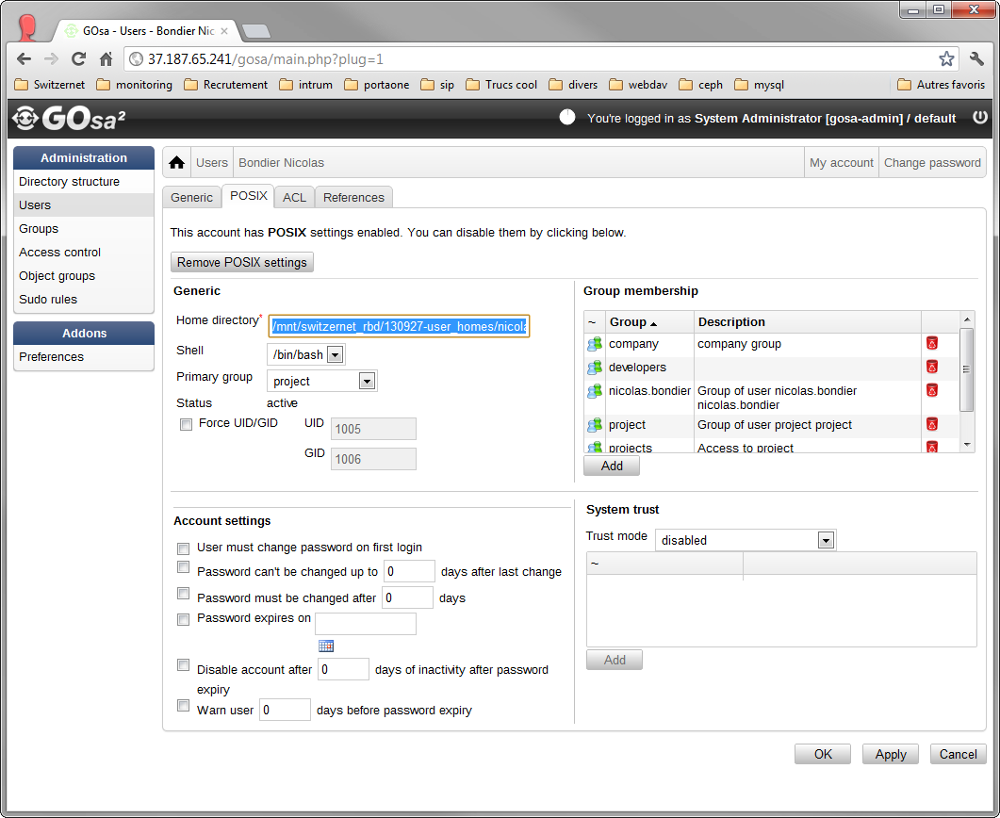 GOsa - Users - Bondier Nic
37.187.65.241/gosa/main.php?plug=1
Switzernet monitoring Recrutement intrum portaone sip Trucs cool divers webdav ceph mysql Autres favoris
GOsa²
You're logged in as System Administrator [gosa-admin] / default
Administration
Directory structure
Users
Groups
Access control
Object groups
Sudo rules
Addons
Preferences
Users Bondier Nicolas My account Change password
Generic POSIX ACL References
This account has POSIX settings enabled. You can disable them by clicking below.
Remove POSIX settings
Generic
Home directory* /mnt/switzernet_rbd/130927-user_homes/nicola
Shell /bin/bash
Primary group project
Status active
Force UID/GID UID 1005
GID 1006
Group membership
~ Group Description
company company group
developers
nicolas.bondier Group of user nicolas.bondier
nicolas.bondier
project Group of user project project
projects Access to project
Add
Account settings
User must change password on first login
Password can't be changed up to 0 days after last change
Password must be changed after 0 days
Password expires on
Disable account after 0 days of inactivity after password
expiry
Warn user 0 days before password expiry
System trust
Trust mode disabled
~
Add
OK Apply Cancel